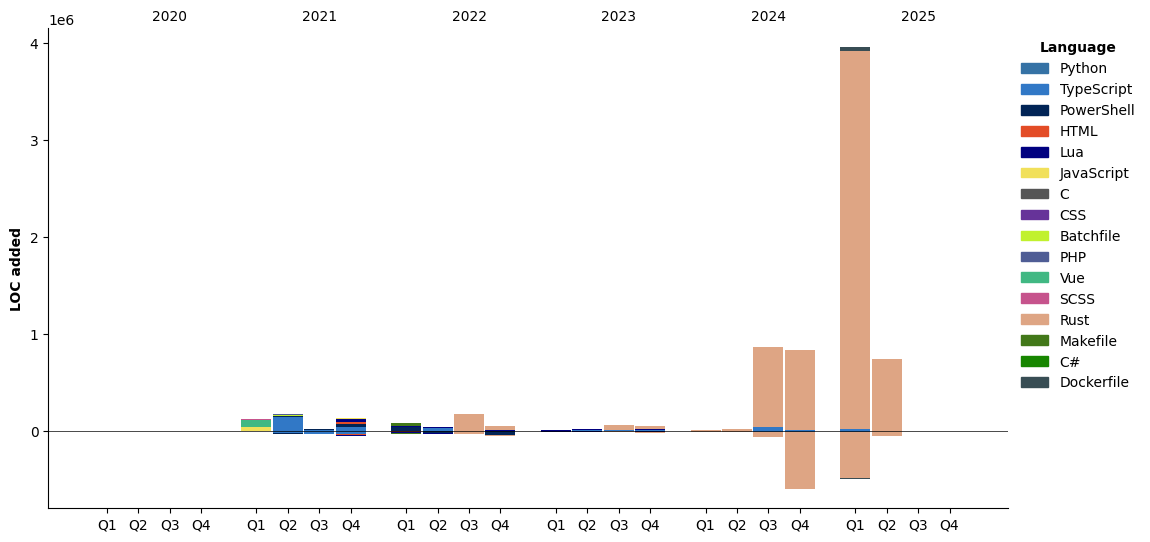 1e6
2020 2021 2022 2023 2024 2025
4
3
2
1
0
LOC added
Q1 Q2 Q3 Q4 Q1 Q2 Q3 Q4 Q1 Q2 Q3 Q4 Q1 Q2 Q3 Q4 Q1 Q2 Q3 Q4 Q1 Q2 Q3 Q4
Language
Python
TypeScript
PowerShell
HTML
Lua
JavaScript
C
CSS
Batchfile
PHP
Vue
SCSS
Rust
Makefile
C#
Dockerfile